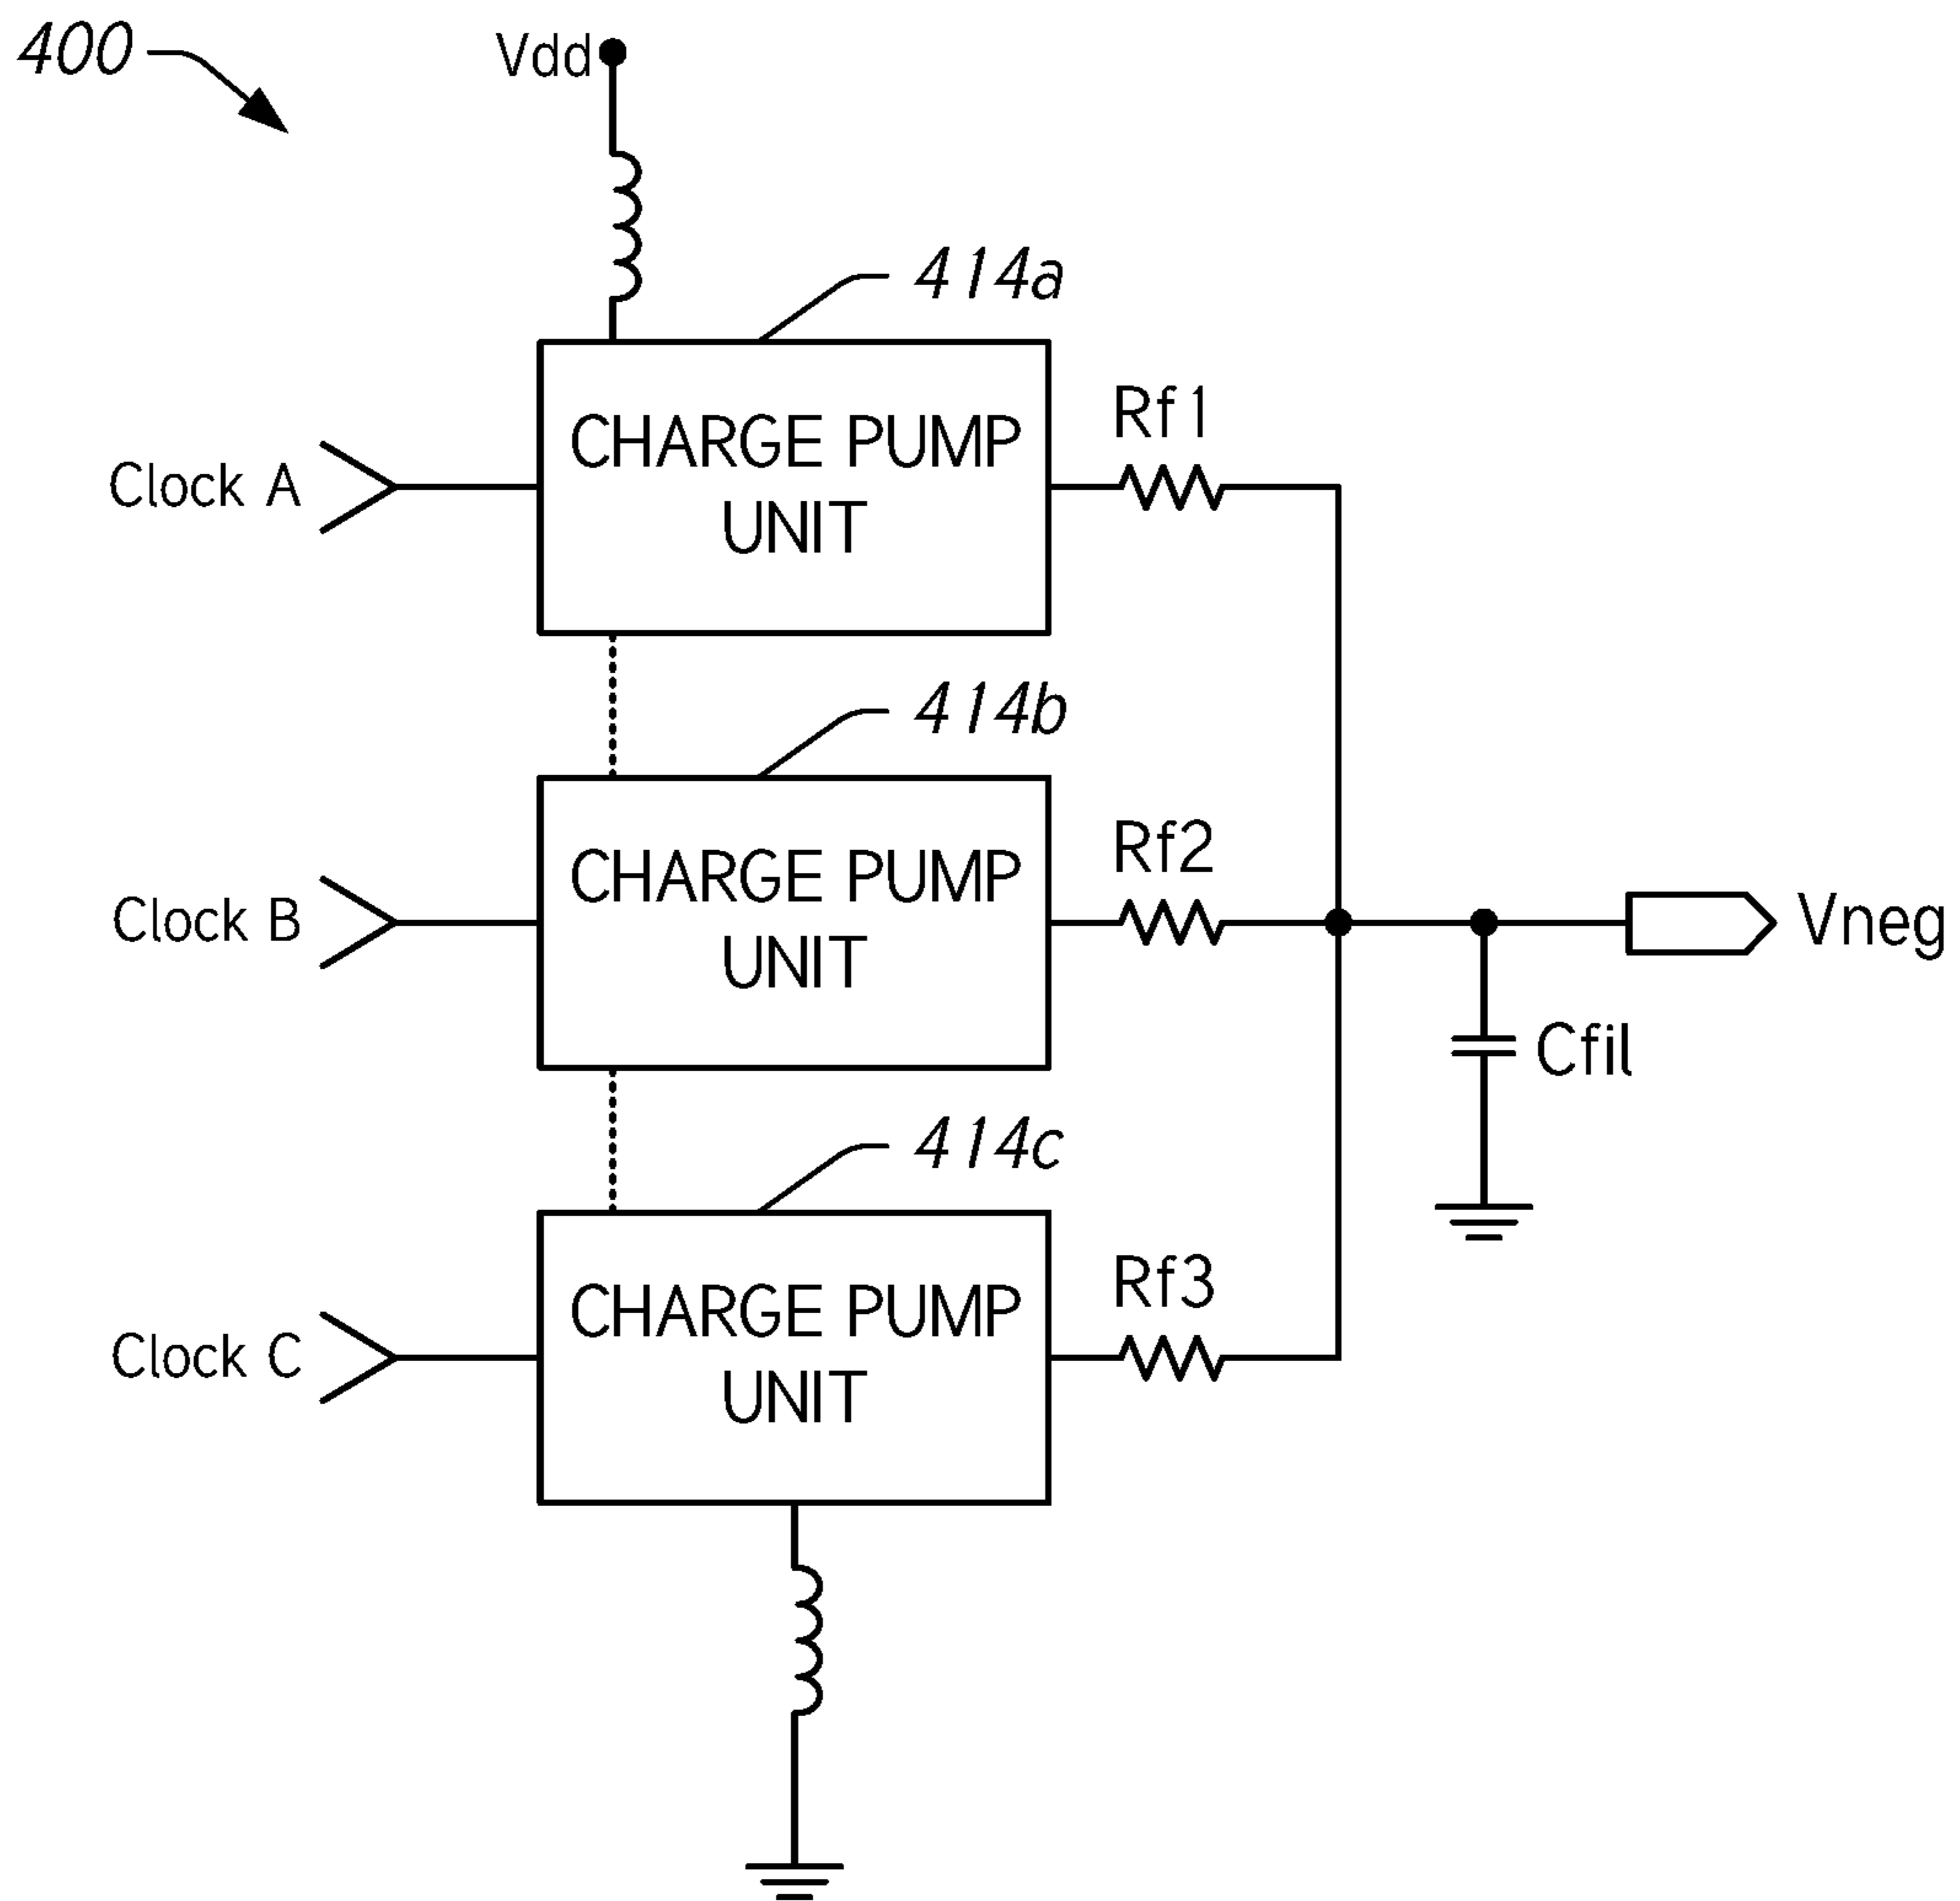 400
Vdd
414a
CHARGE PUMP
UNIT
Rf1
Clock A
414b
CHARGE PUMP
UNIT
Rf2
Clock B
Vneg
Cfil
414c
CHARGE PUMP
UNIT
Rf3
Clock C